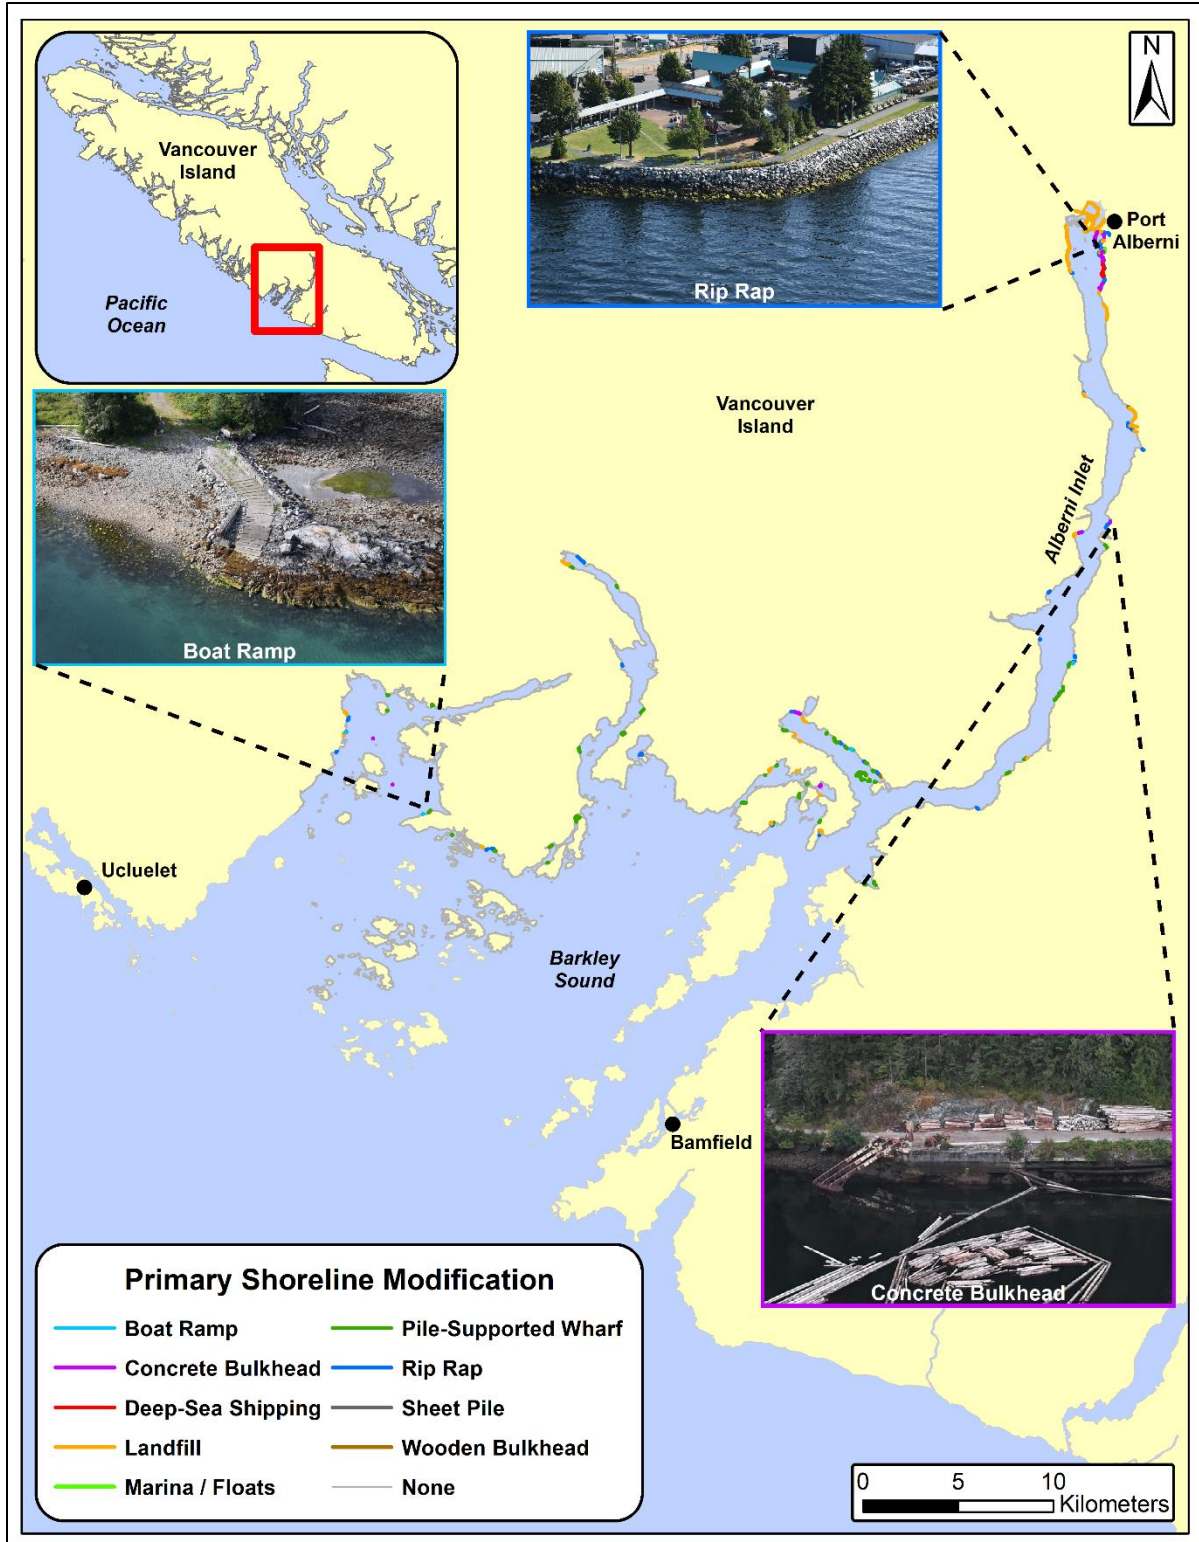 Vancouver
Island
Pacific
Ocean
Rip Rap
N
Port
Alberni
Vancouver
Island
Alberni Inlet
Boat Ramp
Ucluelet
Barkley
Sound
Bamfield
Concrete Bulkhead
Primary Shoreline Modification
Boat Ramp
Concrete Bulkhead
Deep-Sea Shipping
Landfill
Marina / Floats
Pile-Supported Wharf
Rip Rap
Sheet Pile
Wooden Bulkhead
None
0 5 10
Kilometers